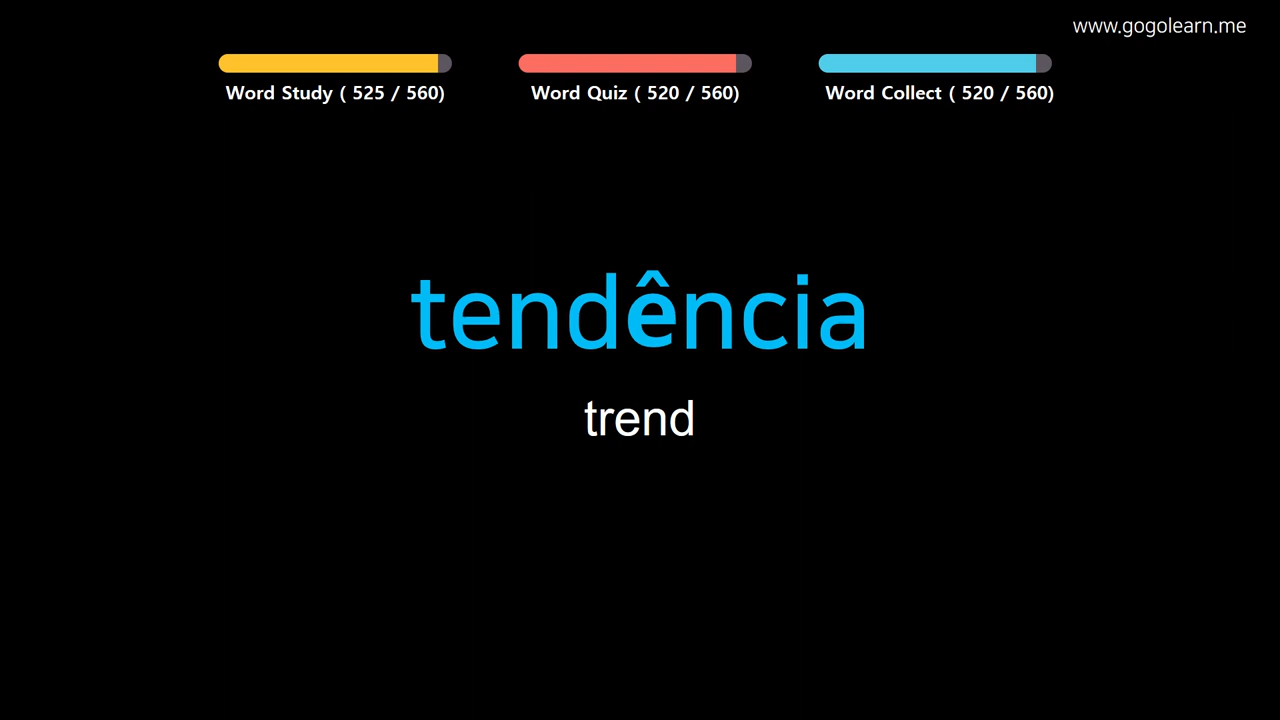 www.gogolearn.me
Word Study ( 525 / 560)
Word Quiz ( 520 / 560)
Word Collect ( 520 / 560)
tendência
trend